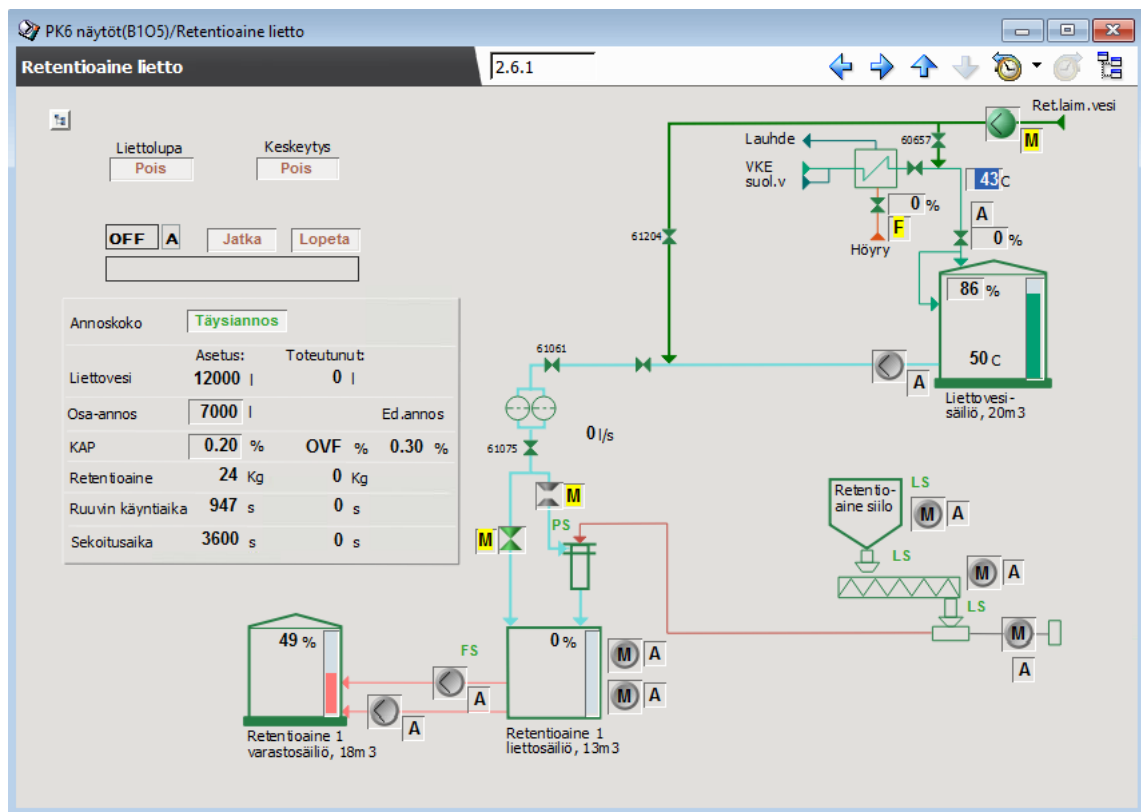 PK6 näytöt(B1O5)/Retentioaine lietto
Retentioaine lietto
2.6.1
Ret.laim.vesi
M
Liettolupa
Pois
Keskeytys
Pois
Lauhde
60657
VKE
suol.v
43 C
0 %
F
A
0 %
Höyry
61204
OFF A Jatka Lopeta
86 %
50 C
Liettovesi-
säiliö, 20m3
A
Annoskoko Täysiannos
Asetus: Toteutunut:
Liettovesi 12000 l 0 l
Osa-annos 7000 l Ed.annos
KAP 0.20 % OVF % 0.30 %
Retentioaine 24 Kg 0 Kg
Ruuvin käyntiaika 947 s 0 s
Sekoitusaika 3600 s 0 s
61061
0 l/s
61075
M
M
PS
Retentio-
aine siilo
LS
M A
LS
M A
LS
M
A
49 %
FS
A
A
0 %
M A
M A
Retentioaine 1
varastosäiliö, 18m3
Retentioaine 1
liettosäiliö, 13m3